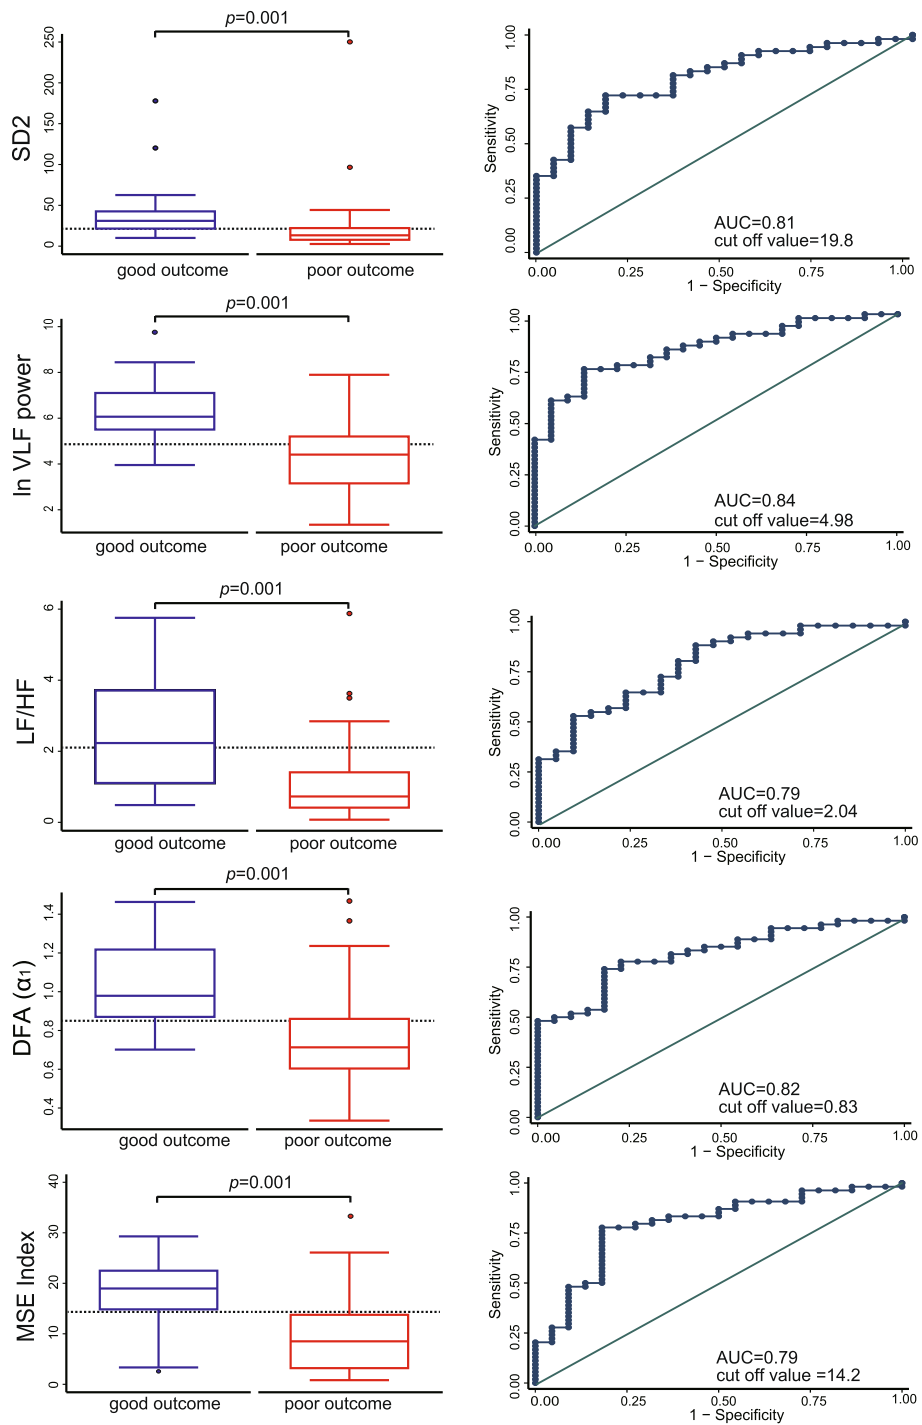 p=0.001
SD2
250
200
150
100
50
0
good outcome
poor outcome
Sensitivity
1.00
0.75
0.50
0.25
0.00
AUC=0.81
cut off value=19.8
0.00
0.25
0.50
0.75
1.00
1 − Specificity
p=0.001
ln VLF power
10
8
6
4
2
good outcome
poor outcome
Sensitivity
1.00
0.75
0.50
0.25
0.00
AUC=0.84
cut off value=4.98
0.00
0.25
0.50
0.75
1.00
1 − Specificity
p=0.001
LF/HF
6
4
2
0
good outcome
poor outcome
Sensitivity
1.00
0.75
0.50
0.25
0.00
AUC=0.79
cut off value=2.04
0.00
0.25
0.50
0.75
1.00
1 − Specificity
p=0.001
DFA (α1)
1.4
1.2
1.0
0.8
0.6
0.4
good outcome
poor outcome
Sensitivity
1.00
0.75
0.50
0.25
0.00
AUC=0.82
cut off value=0.83
0.00
0.25
0.50
0.75
1.00
1 − Specificity
p=0.001
MSE Index
40
30
20
10
0
good outcome
poor outcome
Sensitivity
1.00
0.75
0.50
0.25
0.00
AUC=0.79
cut off value =14.2
0.00
0.25
0.50
0.75
1.00
1 − Specificity